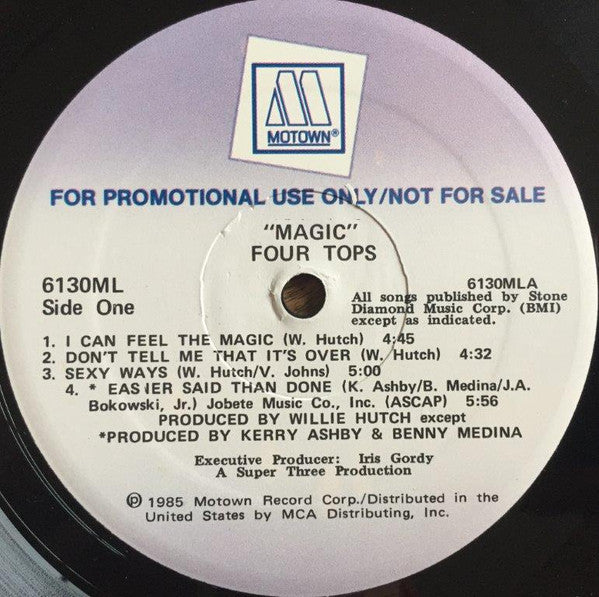 MOTOWN®
FOR PROMOTIONAL USE ONLY/NOT FOR SALE
"MAGIC"
FOUR TOPS
6130ML
Side One
6130MLA
All songs published by Stone
Diamond Music Corp. (BMI)
except as indicated.
1. I CAN FEEL THE MAGIC (W. Hutch) 4:45
2. DON'T TELL ME THAT IT'S OVER (W. Hutch) 4:32
3. SEXY WAYS (W. Hutch/V. Johns) 5:00
4. * EASIER SAID THAN DONE (K. Ashby/B. Medina/J.A.
Bokowski, Jr.) Jobete Music Co., Inc. (ASCAP) 5:56
PRODUCED BY WILLIE HUTCH except
*PRODUCED BY KERRY ASHBY & BENNY MEDINA
Executive Producer: Iris Gordy
A Super Three Production
℗ 1985 Motown Record Corp./Distributed in the
United States by MCA Distributing, Inc.